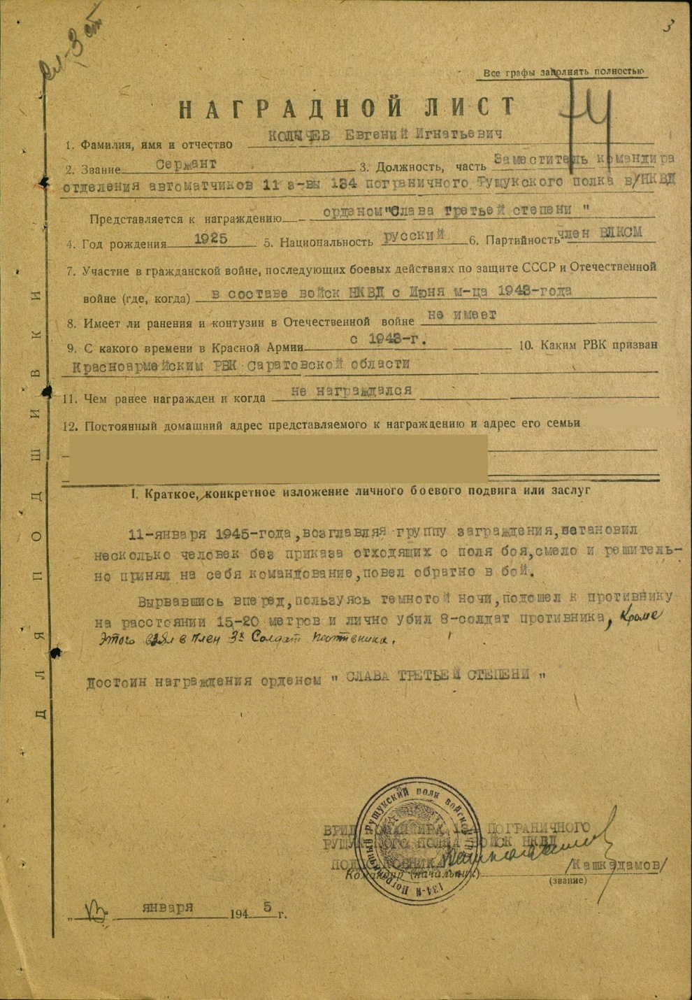 Сл-3 ст
3
Все графы заполнять полностью
НАГРАДНОЙ ЛИСТ
1. Фамилия, имя и отчество КОЛЫЧЕВ Евгений Игнатьевич
2. Звание Сержант 3. Должность, часть Заместитель командира
отделения автоматчиков 11 з-вы 134 пограничного Рущукского полка в/НКВД
Представляется к награждению орденом "Слава третьей степени "
4. Год рождения 1925 5. Национальность русский 6. Партийность член ВЛКСМ
7. Участие в гражданской войне, последующих боевых действиях по защите СССР и Отечественной
войне (где, когда) в составе войск НКВД с Июня м-ца 1943-года
8. Имеет ли ранения и контузии в Отечественной войне не имеет
9. С какого времени в Красной Армии с 1943-г. 10. Каким РВК призван
Красноармейским РВК Саратовской области
11. Чем ранее награжден и когда не награждался
12. Постоянный домашний адрес представляемого к награждению и адрес его семьи
I. Краткое, конкретное изложение личного боевого подвига или заслуг
11-января 1945-года, возглавляя группу заграждения, остановил
несколько человек без приказа отходящих с поля боя, смело и решитель-
но принял на себя командование, повел обратно в бой.
Вырвавшись вперед, пользуясь темнотой ночи, подошел к противнику
на расстоянии 15-20 метров и лично убил 8-солдат противника, Кроме
этого взял в плен 3х Солдат
Достоин награждения орденом " СЛАВА ТРЕТЬЕЙ СТЕПЕНИ "
ВРИД КОМАНДИРА 134 ПОГРАНИЧНОГО
РУЩУКСКОГО ПОЛКА ВОЙСК НКВД
ПОДПОЛКОВНИК /Кашкадамов/
Командир (начальник)
(звание)
134-й Пограничный Рущукский полк войск НКВД
" " января 1945 г.
ДЛЯ ПОДШИВКИ